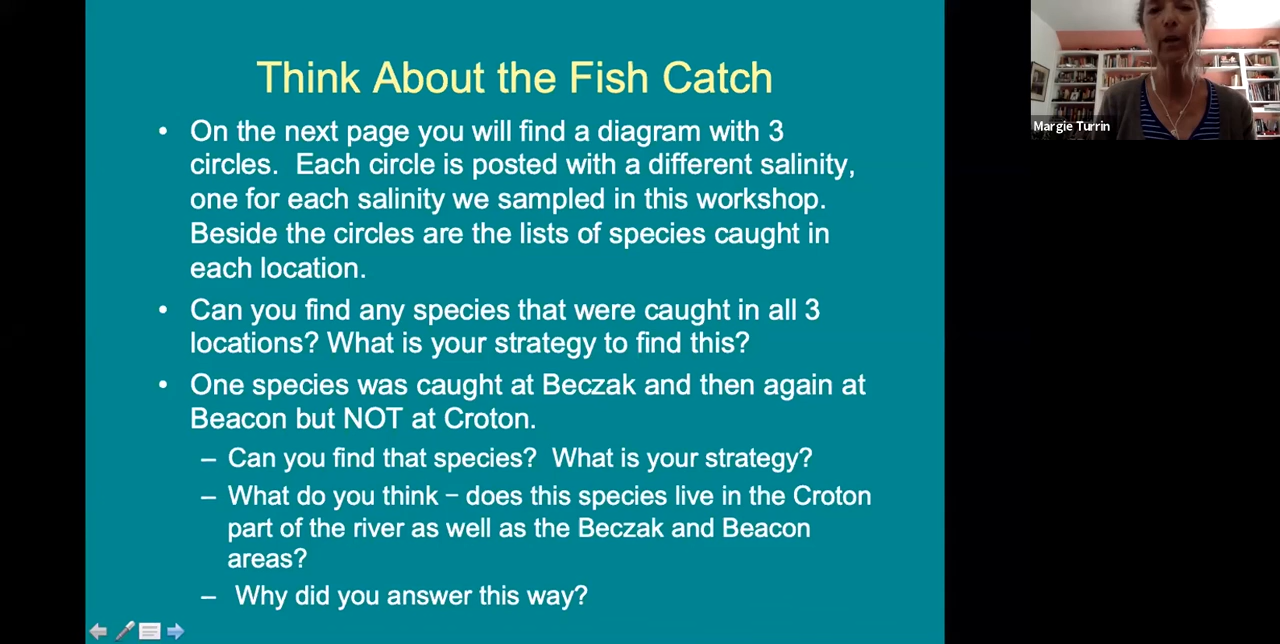 Think About the Fish Catch
• On the next page you will find a diagram with 3
circles.  Each circle is posted with a different salinity,
one for each salinity we sampled in this workshop.
Beside the circles are the lists of species caught in
each location.
• Can you find any species that were caught in all 3
locations? What is your strategy to find this?
• One species was caught at Beczak and then again at
Beacon but NOT at Croton.
– Can you find that species?  What is your strategy?
– What do you think – does this species live in the Croton
part of the river as well as the Beczak and Beacon
areas?
– Why did you answer this way?
Margie Turrin